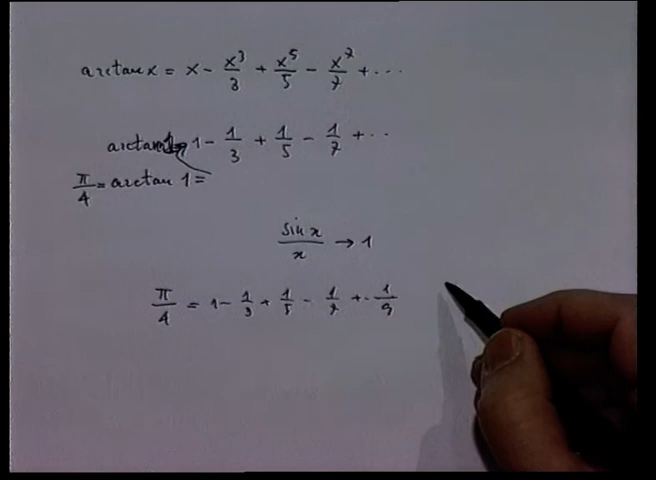 arctan x = x - x³/3 + x⁵/5 - x⁷/7 + ...
arctan 1 = 1 - 1/3 + 1/5 - 1/7 + ..
π/4 = arctan 1 =
sin x/x → 1
π/4 = 1 - 1/3 + 1/5 - 1/7 + - 1/9